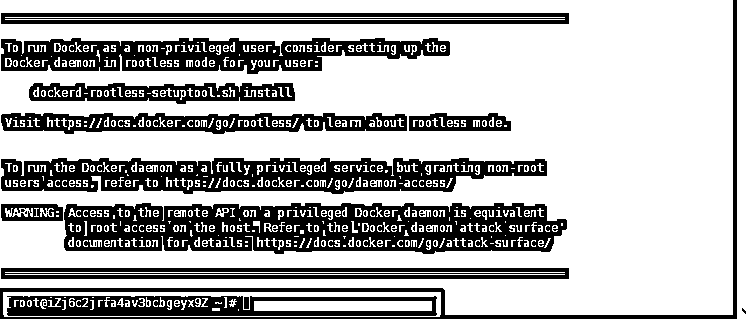 ================================================================================
To run Docker as a non-privileged user, consider setting up the
Docker daemon in rootless mode for your user:
dockerd-rootless-setuptool.sh install
Visit https://docs.docker.com/go/rootless/ to learn about rootless mode.
To run the Docker daemon as a fully privileged service, but granting non-root
users access, refer to https://docs.docker.com/go/daemon-access/
WARNING: Access to the remote API on a privileged Docker daemon is equivalent
to root access on the host. Refer to the 'Docker daemon attack surface'
documentation for details: https://docs.docker.com/go/attack-surface/
================================================================================
[root@iZj6c2jrfa4av3bcbgeyx9Z ~]#